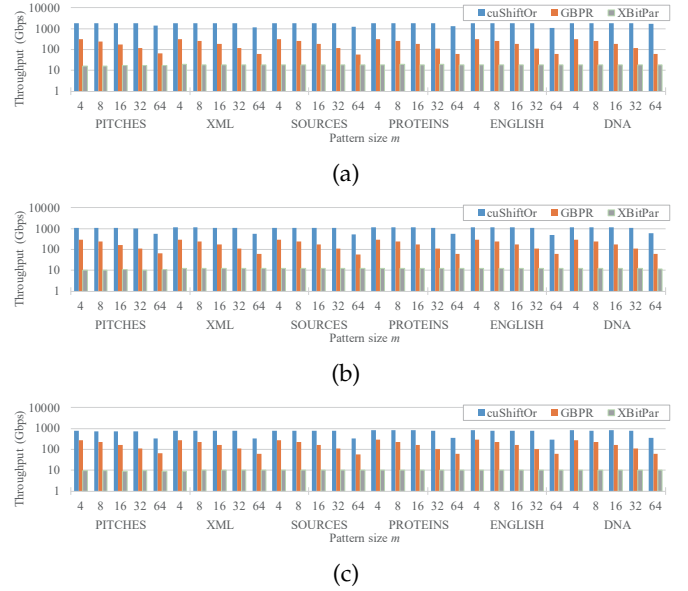 cuShiftOr GBPR XBitPar
Throughput (Gbps)
10000
1000
100
10
1
4 8 16 32 64 4 8 16 32 64 4 8 16 32 64 4 8 16 32 64 4 8 16 32 64 4 8 16 32 64
PITCHES XML SOURCES PROTEINS ENGLISH DNA
Pattern size m
(a)
cuShiftOr GBPR XBitPar
Throughput (Gbps)
10000
1000
100
10
1
4 8 16 32 64 4 8 16 32 64 4 8 16 32 64 4 8 16 32 64 4 8 16 32 64 4 8 16 32 64
PITCHES XML SOURCES PROTEINS ENGLISH DNA
Pattern size m
(b)
cuShiftOr GBPR XBitPar
Throughput (Gbps)
10000
1000
100
10
1
4 8 16 32 64 4 8 16 32 64 4 8 16 32 64 4 8 16 32 64 4 8 16 32 64 4 8 16 32 64
PITCHES XML SOURCES PROTEINS ENGLISH DNA
Pattern size m
(c)